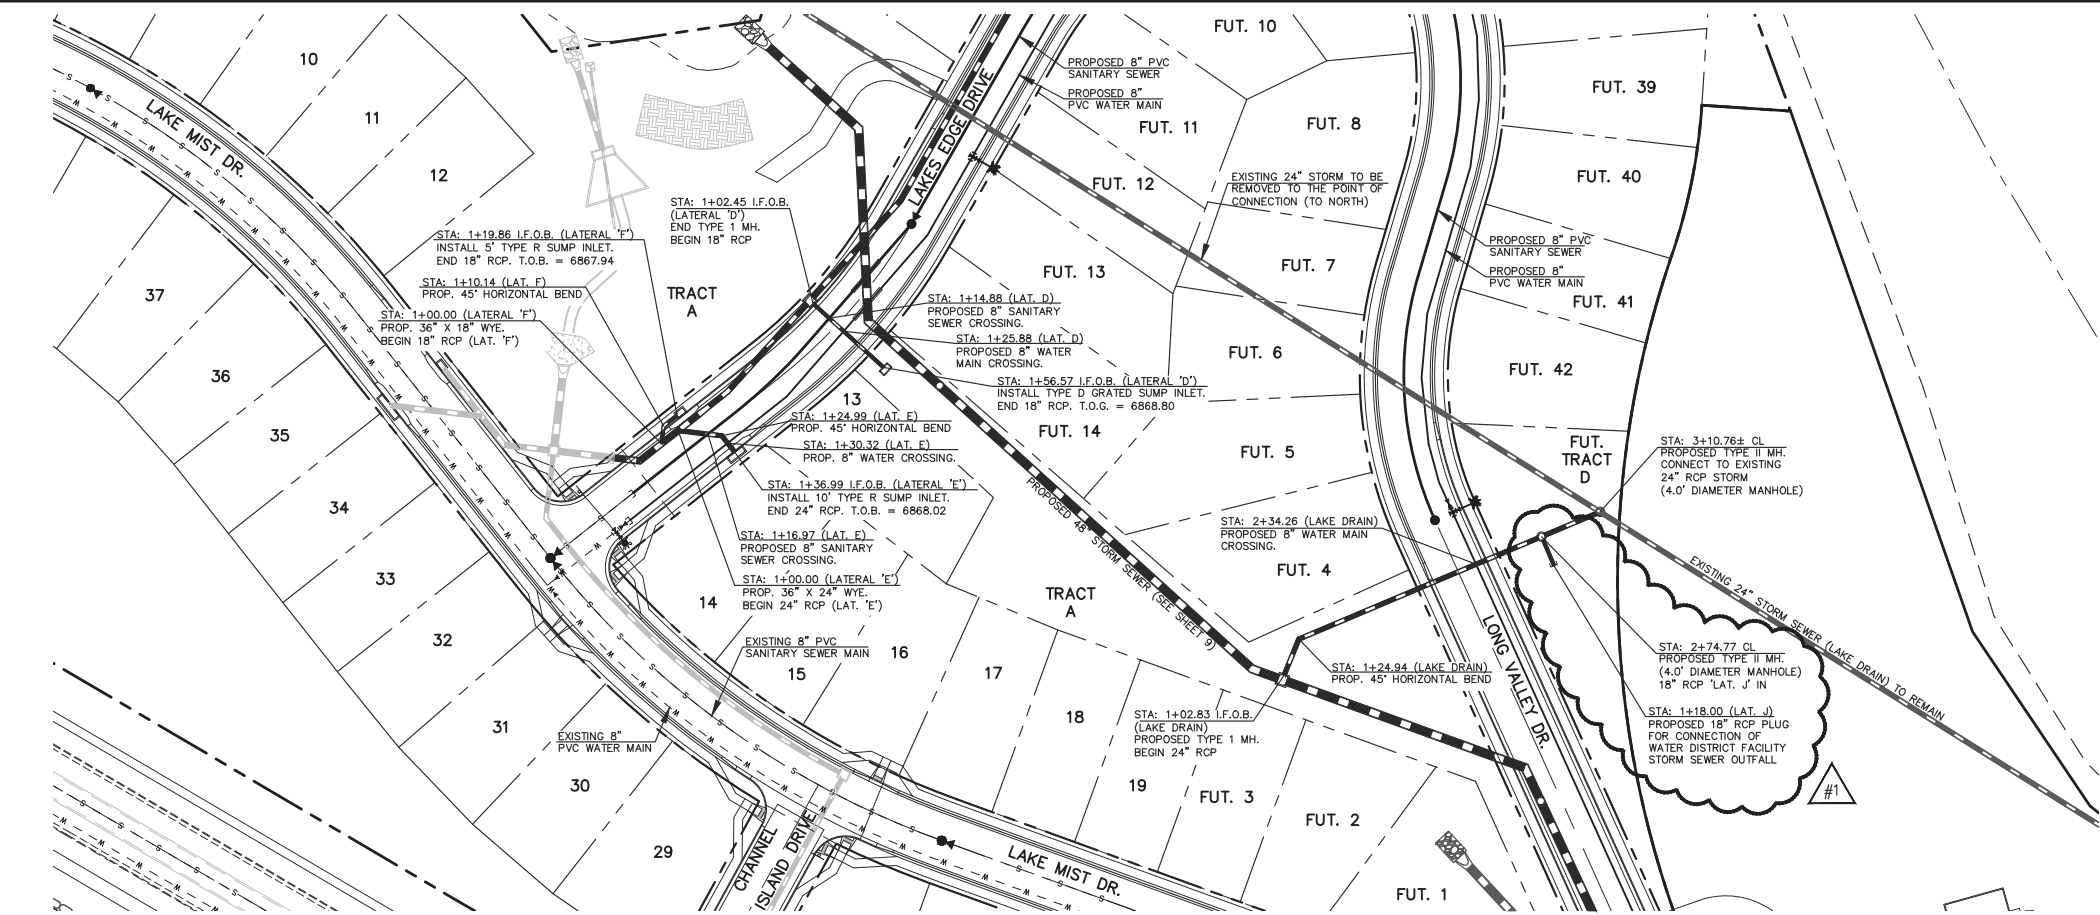 10
11
12
37
36
35
34
33
32
31
30
29
LAKE MIST DR.
STA: 1+19.86 I.F.O.B. (LATERAL 'F')
INSTALL 5' TYPE R SUMP INLET.
END 18" RCP. T.O.B. = 6867.94
STA: 1+10.14 (LAT. F)
PROP. 45° HORIZONTAL BEND
STA: 1+00.00 (LATERAL 'F')
PROP. 36" X 18" WYE.
BEGIN 18" RCP (LAT. 'F')
STA: 1+02.45 I.F.O.B.
(LATERAL 'D')
END TYPE 1 MH.
BEGIN 18" RCP
TRACT
A
LAKES EDGE DRIVE
PROPOSED 8" PVC
SANITARY SEWER
PROPOSED 8"
PVC WATER MAIN
FUT. 10
FUT. 11
FUT. 8
FUT. 12
EXISTING 24" STORM TO BE
REMOVED TO THE POINT OF
CONNECTION (TO NORTH)
FUT. 13
FUT. 7
FUT. 6
FUT. 14
FUT. 5
FUT. 4
FUT. 39
FUT. 40
PROPOSED 8" PVC
SANITARY SEWER
PROPOSED 8"
PVC WATER MAIN
FUT. 41
FUT. 42
FUT.
TRACT
D
STA: 1+14.88 (LAT. D)
PROPOSED 8" SANITARY
SEWER CROSSING.
STA: 1+25.88 (LAT. D)
PROPOSED 8" WATER
MAIN CROSSING.
STA: 1+56.57 I.F.O.B. (LATERAL 'D')
INSTALL TYPE D GRATED SUMP INLET.
END 18" RCP. T.O.G. = 6868.80
13
STA: 1+24.99 (LAT. E)
PROP. 45° HORIZONTAL BEND
STA: 1+30.32 (LAT. E)
PROP. 8" WATER CROSSING.
STA: 1+36.99 I.F.O.B. (LATERAL 'E')
INSTALL 10' TYPE R SUMP INLET.
END 24" RCP. T.O.B. = 6868.02
STA: 1+16.97 (LAT. E)
PROPOSED 8" SANITARY
SEWER CROSSING.
STA: 1+00.00 (LATERAL 'E')
PROP. 36" X 24" WYE.
BEGIN 24" RCP (LAT. 'E')
14
EXISTING 8" PVC
SANITARY SEWER MAIN
15
16
17
18
19
TRACT
A
PROPOSED 48" STORM SEWER (SEE SHEET 9)
STA: 2+34.26 (LAKE DRAIN)
PROPOSED 8" WATER MAIN
CROSSING.
STA: 3+10.76± CL
PROPOSED TYPE II MH.
CONNECT TO EXISTING
24" RCP STORM
(4.0' DIAMETER MANHOLE)
EXISTING 24" STORM SEWER (LAKE DRAIN) TO REMAIN
STA: 2+74.77 CL
PROPOSED TYPE II MH.
(4.0' DIAMETER MANHOLE)
18" RCP 'LAT. J' IN
STA: 1+18.00 (LAT. J)
PROPOSED 18" RCP PLUG
FOR CONNECTION OF
WATER DISTRICT FACILITY
STORM SEWER OUTFALL
#1
STA: 1+24.94 (LAKE DRAIN)
PROP. 45° HORIZONTAL BEND
STA: 1+02.83 I.F.O.B.
(LAKE DRAIN)
PROPOSED TYPE 1 MH.
BEGIN 24" RCP
LONG VALLEY DR.
EXISTING 8"
PVC WATER MAIN
FUT. 3
FUT. 2
FUT. 1
CHANNEL
ISLAND DRIVE
LAKE MIST DR.